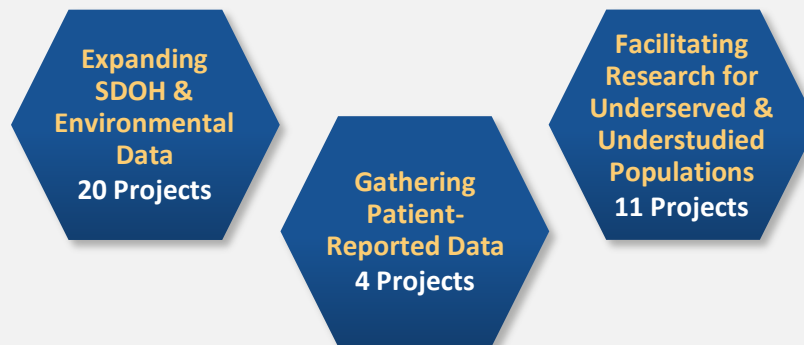 Expanding
SDOH &
Environmental
Data
20 Projects
Gathering
Patient-
Reported Data
4 Projects
Facilitating
Research for
Underserved &
Understudied
Populations
11 Projects